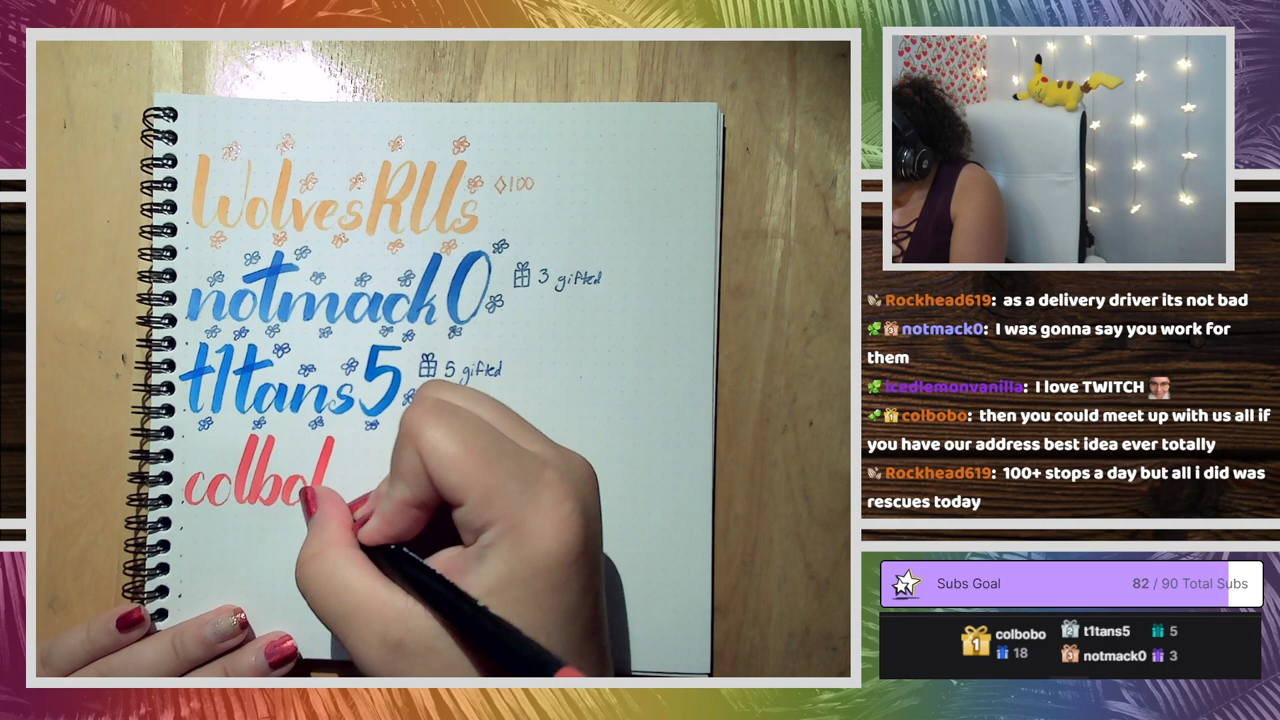 WolvesRUs ◇100
notmack0 3 gifted
t1tans5 5 gifted
colbob
Rockhead619: as a delivery driver its not bad
notmack0: I was gonna say you work for
them
icedlemonvanilla: I love TWITCH
colbobo: then you could meet up with us all if
you have our address best idea ever totally
Rockhead619: 100+ stops a day but all i did was
rescues today
Subs Goal 82 / 90 Total Subs
1 colbobo 18
2 t1tans5 5
3 notmack0 3